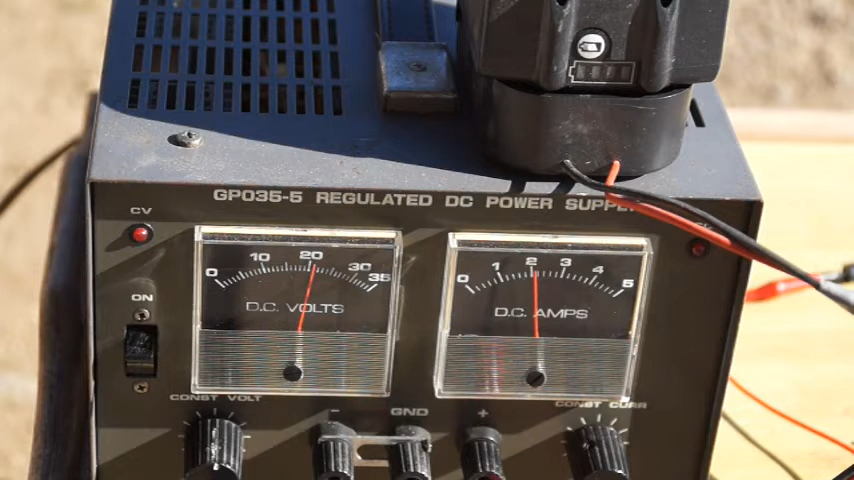 GP035-5 REGULATED DC POWER SUPPLY
CV
0 10 20 30 35
D.C. VOLTS
0 1 2 3 4 5
D.C. AMPS
ON
CONST VOLT
- GND +
CONST CURR